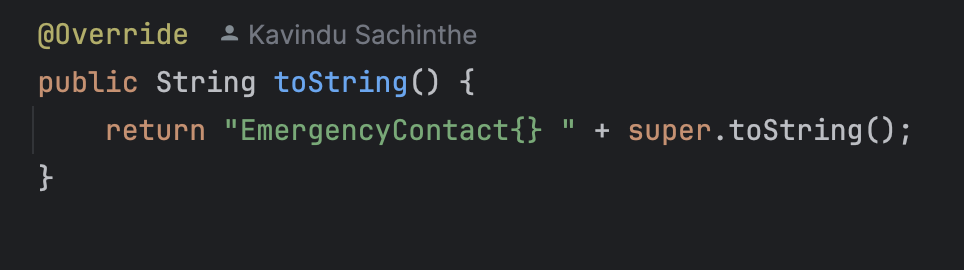 @Override Kavindu Sachinthe
public String toString() {
return "EmergencyContact{} " + super.toString();
}